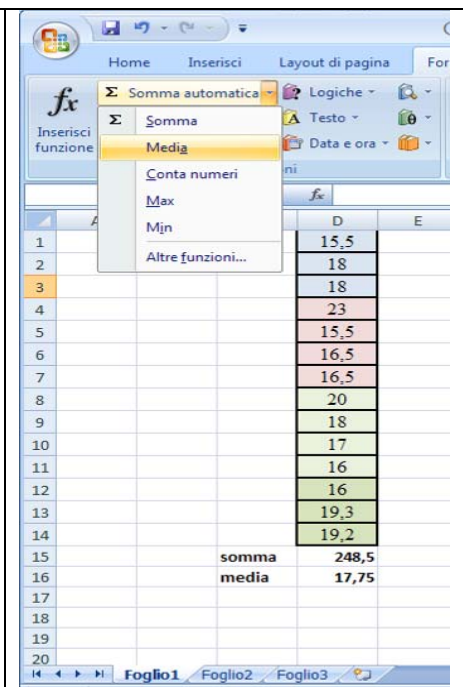 Home Inserisci Layout di pagina For
fx
Inserisci
funzione
Σ Somma automatica
Logiche
Testo
Data e ora
ni
Σ Somma
Media
Conta numeri
Max
Min
Altre funzioni...
fx
A D E
1 15,5
2 18
3 18
4 23
5 15,5
6 16,5
7 16,5
8 20
9 18
10 17
11 16
12 16
13 19,3
14 19,2
15 somma 248,5
16 media 17,75
17
18
19
20
Foglio1 Foglio2 Foglio3